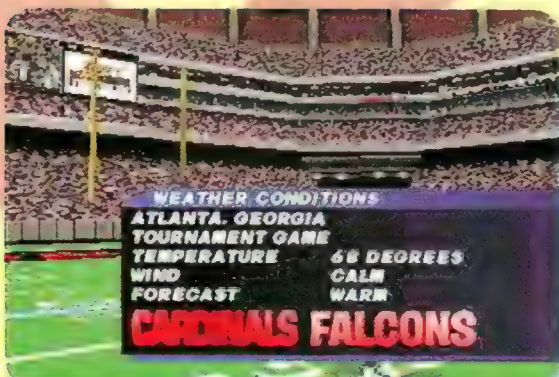 WEATHER CONDITIONS
ATLANTA, GEORGIA
TOURNAMENT GAME
TEMPERATURE 68 DEGREES
WIND CALM
FORECAST WARM
CARDINALS FALCONS